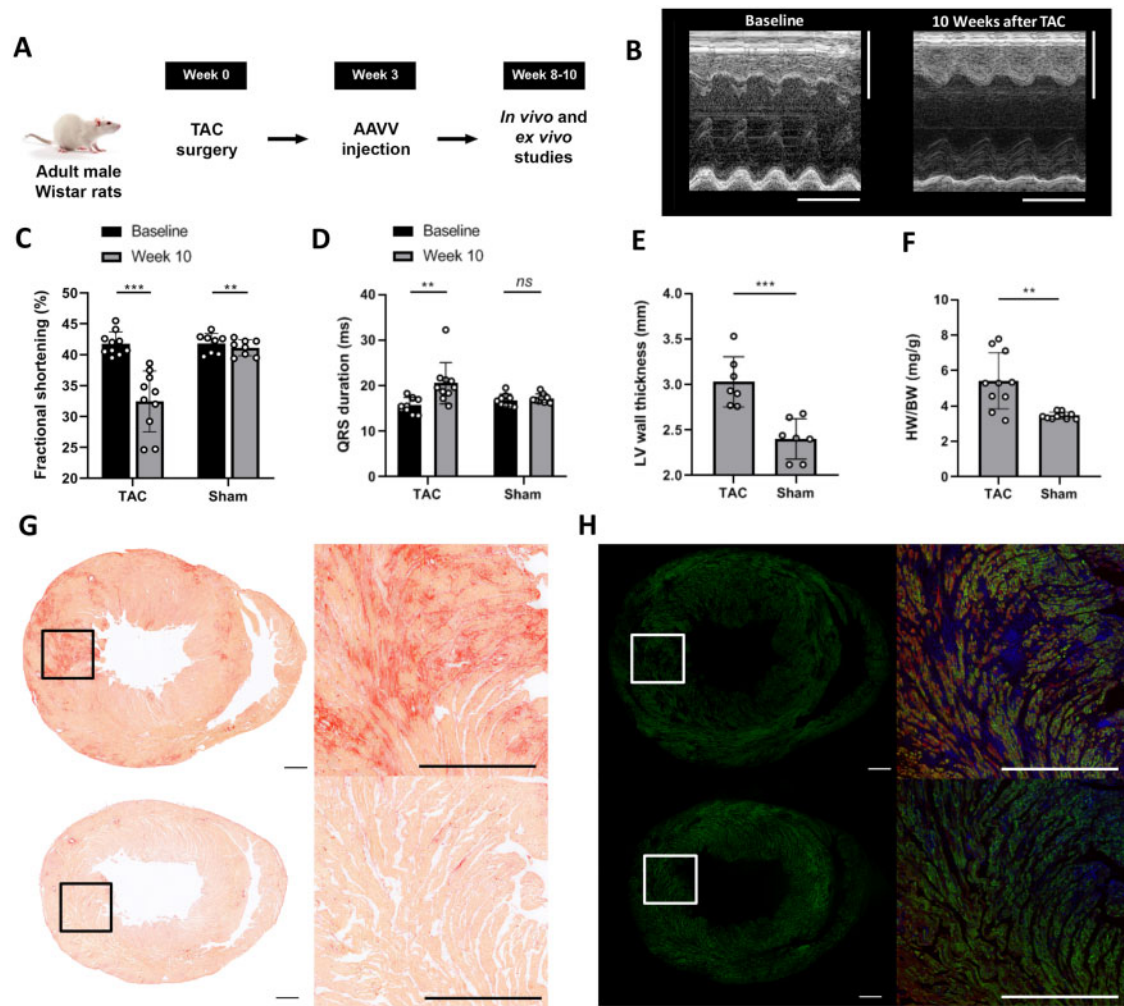 A
Week 0
Week 3
Week 8-10
TAC
surgery
AAVV
injection
In vivo and
ex vivo
studies
Adult male
Wistar rats
B
Baseline
10 Weeks after TAC
C
Baseline
Week 10
Fractional shortening (%)
50
45
40
35
30
25
20
***
**
TAC
Sham
D
Baseline
Week 10
QRS duration (ms)
40
30
20
10
0
**
ns
TAC
Sham
E
LV wall thickness (mm)
4.0
3.5
3.0
2.5
2.0
***
TAC
Sham
F
HW/BW (mg/g)
10
8
6
4
2
0
**
TAC
Sham
G
H